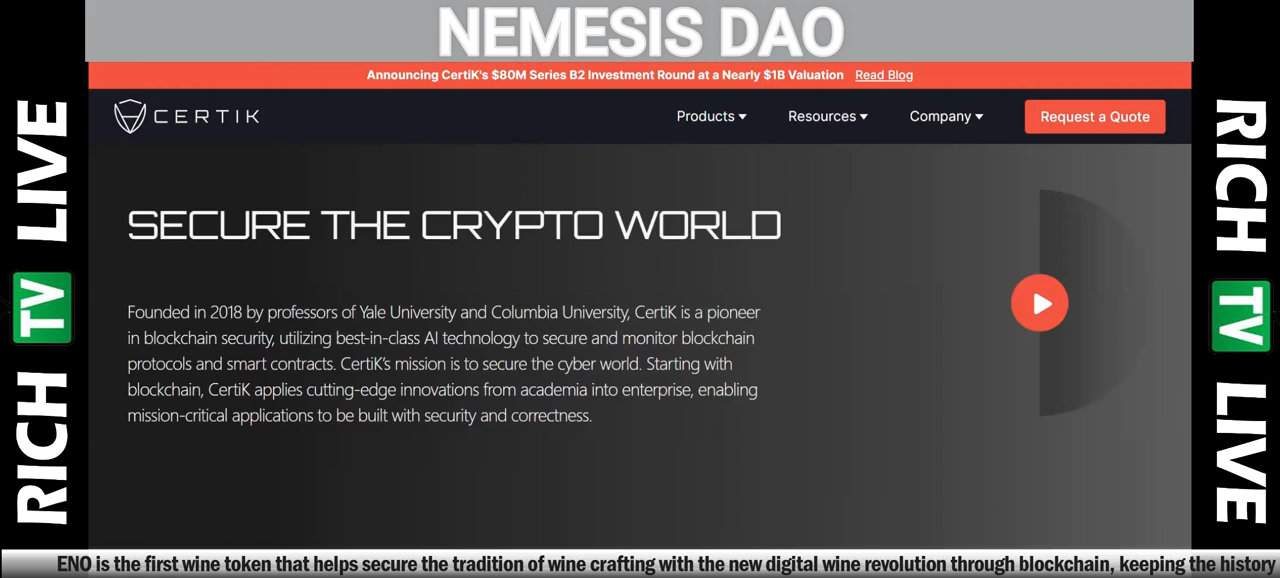 NEMESIS DAO
Announcing CertiK's $80M Series B2 Investment Round at a Nearly $1B Valuation Read Blog
CERTIK Products Resources Company Request a Quote
SECURE THE CRYPTO WORLD
Founded in 2018 by professors of Yale University and Columbia University, CertiK is a pioneer
in blockchain security, utilizing best-in-class AI technology to secure and monitor blockchain
protocols and smart contracts. CertiK's mission is to secure the cyber world. Starting with
blockchain, CertiK applies cutting-edge innovations from academia into enterprise, enabling
mission-critical applications to be built with security and correctness.
RICH TV LIVE
RICH TV LIVE
ENO is the first wine token that helps secure the tradition of wine crafting with the new digital wine revolution through blockchain, keeping the history